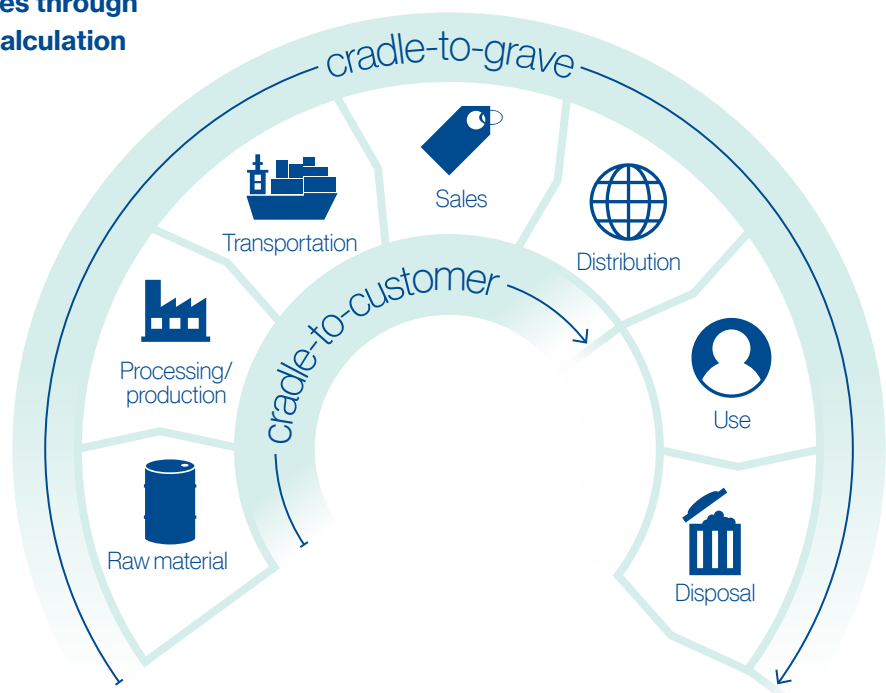 es through
alculation
cradle-to-grave
Sales
Transportation
Distribution
cradle-to-customer
Processing/
production
Use
Raw material
Disposal